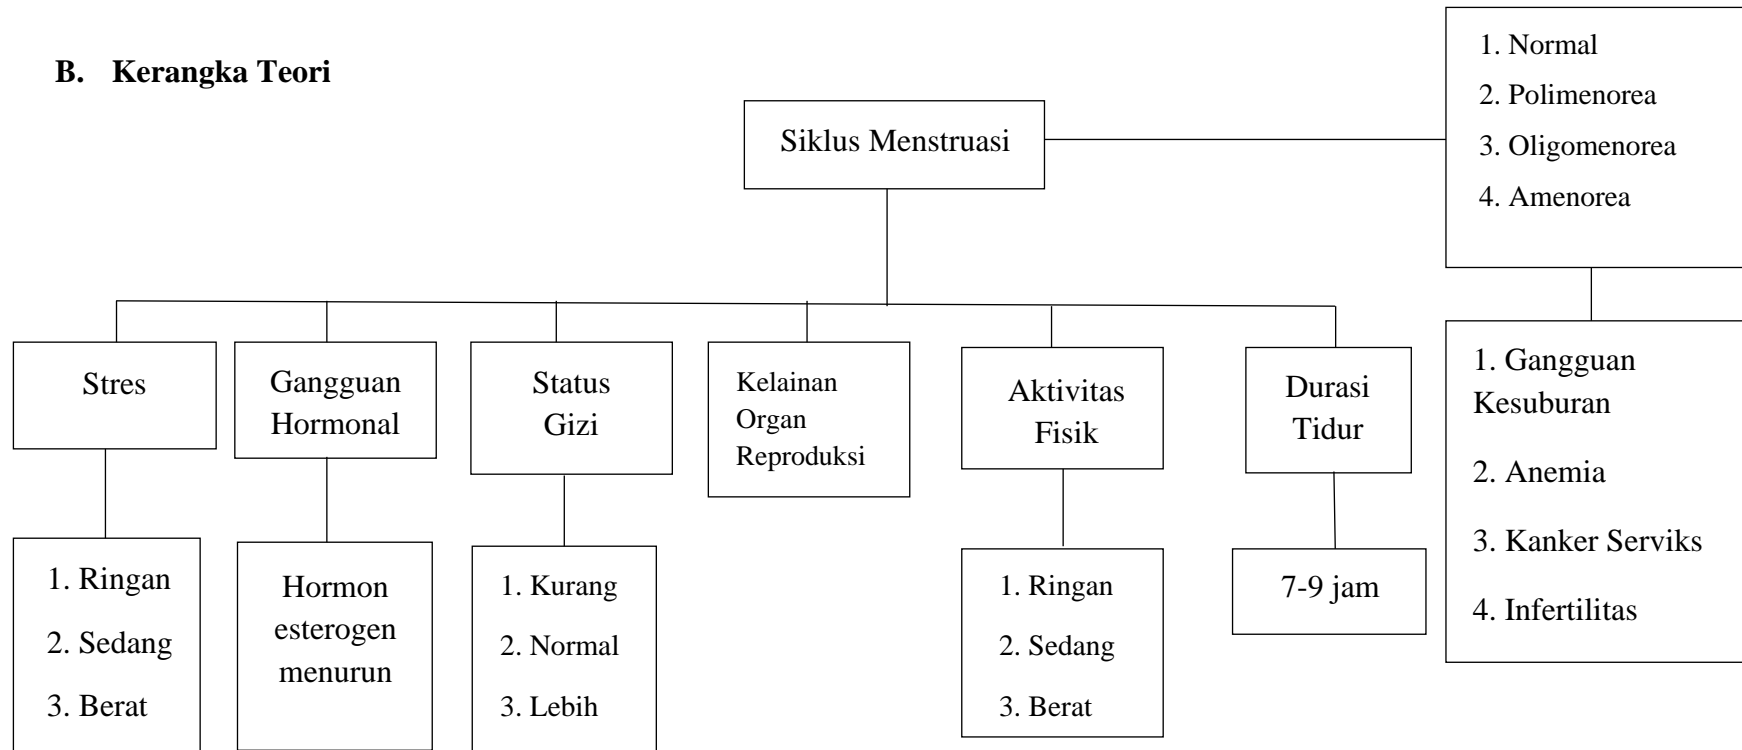 B. Kerangka Teori
Siklus Menstruasi
1. Normal
2. Polimenorea
3. Oligomenorea
4. Amenorea
Stres
Gangguan
Hormonal
Status
Gizi
Kelainan
Organ
Reproduksi
Aktivitas
Fisik
Durasi
Tidur
1. Gangguan
Kesuburan
2. Anemia
3. Kanker Serviks
4. Infertilitas
1. Ringan
2. Sedang
3. Berat
Hormon
esterogen
menurun
1. Kurang
2. Normal
3. Lebih
1. Ringan
2. Sedang
3. Berat
7-9 jam